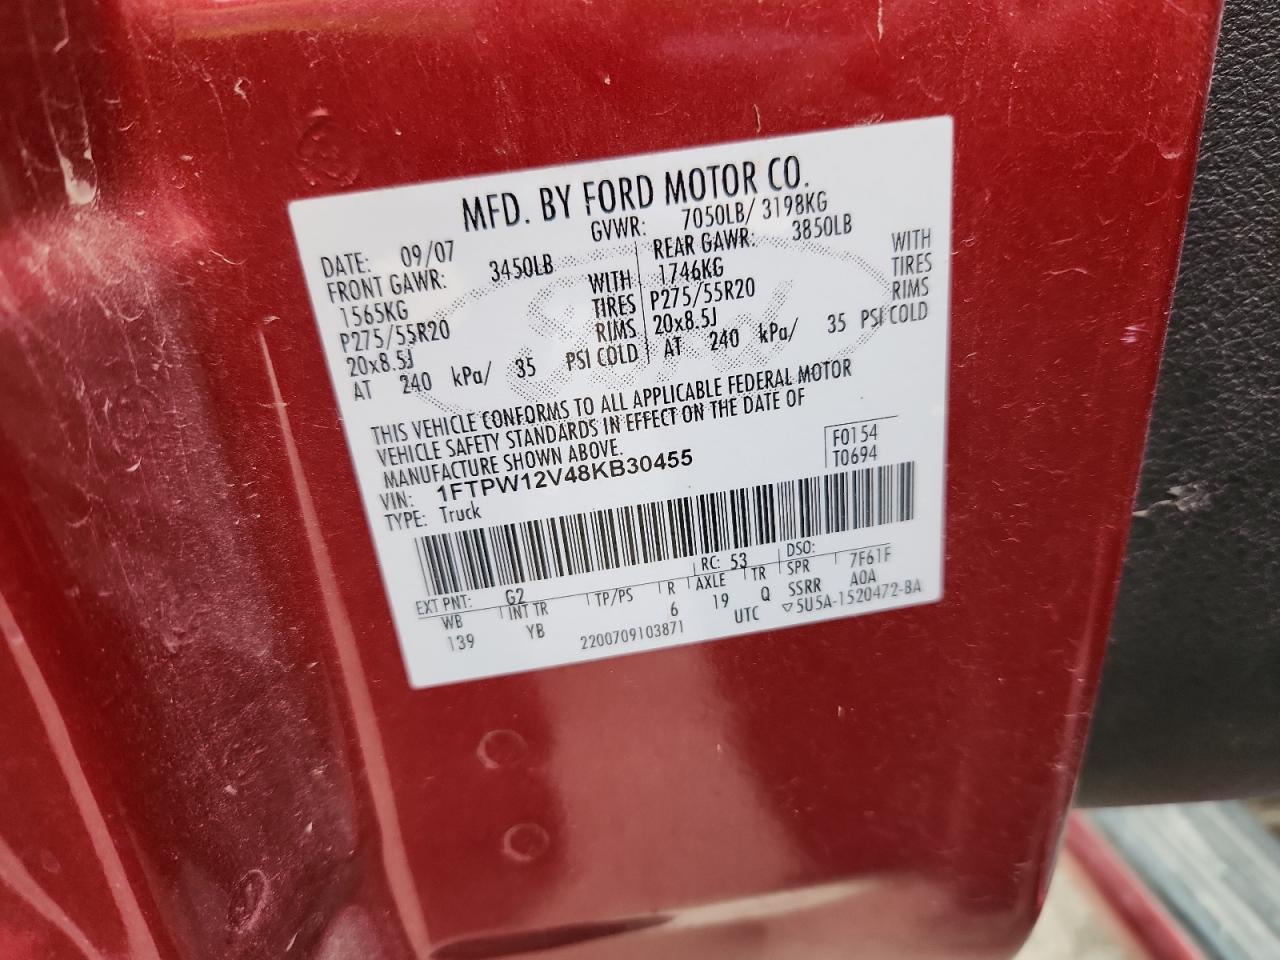 MFD. BY FORD MOTOR CO.
DATE: 09/07 GVWR: 7050LB/ 3198KG
FRONT GAWR: 3450LB REAR GAWR: 3850LB
1565KG WITH 1746KG WITH
P275/55R20 TIRES P275/55R20 TIRES
20x8.5J RIMS 20x8.5J RIMS
AT 240 kPa/ 35 PSI COLD AT 240 kPa/ 35 PSI COLD
THIS VEHICLE CONFORMS TO ALL APPLICABLE FEDERAL MOTOR
VEHICLE SAFETY STANDARDS IN EFFECT ON THE DATE OF
MANUFACTURE SHOWN ABOVE.
VIN: 1FTPW12V48KB30455 F0154
TYPE: Truck T0694
EXT PNT: G2 RC: 53 DSO:
WB INT TR TP/PS R AXLE TR SPR 7F61F
139 YB 6 19 Q SSRR A0A
2200709103871 UTC ▽5U5A-1520472-BA